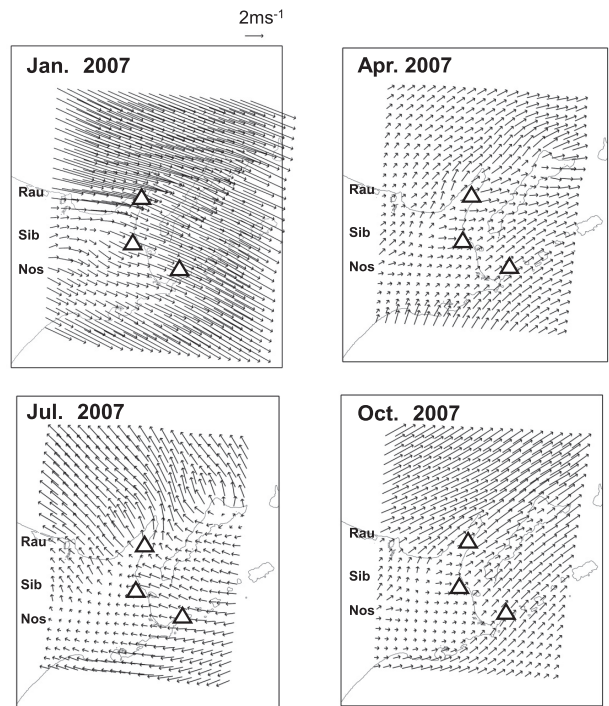 2ms-1
Jan. 2007
Rau
Sib
Nos
Apr. 2007
Rau
Sib
Nos
Jul. 2007
Rau
Sib
Nos
Oct. 2007
Rau
Sib
Nos